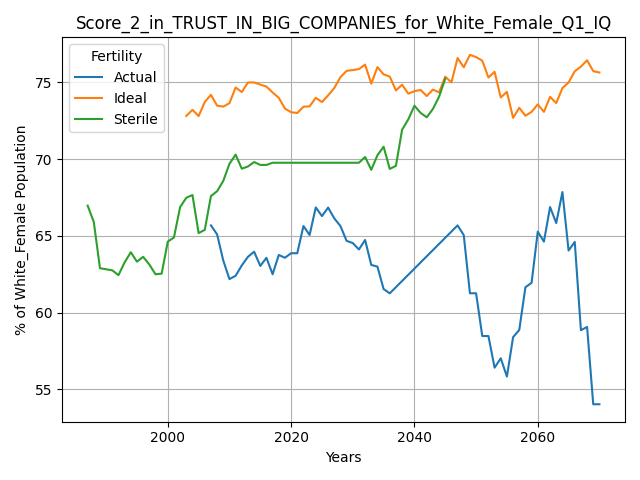 Score_2_in_TRUST_IN_BIG_COMPANIES_for_White_Female_Q1_IQ
Fertility
Actual
Ideal
Sterile
% of White_Female Population
75
70
65
60
55
2000 2020 2040 2060
Years